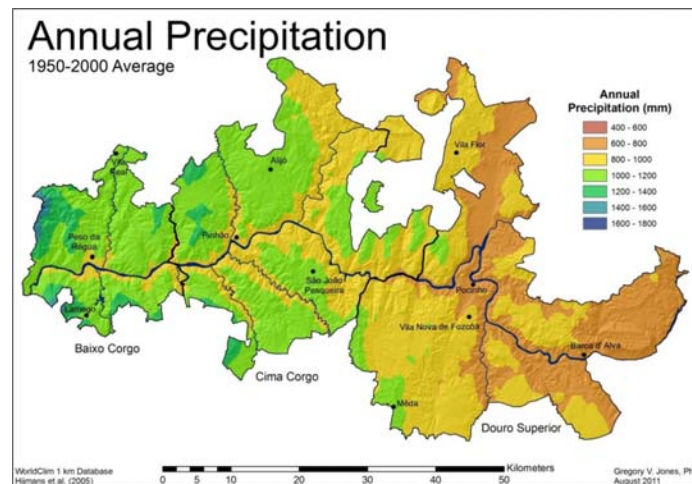 Annual Precipitation
1950-2000 Average
Annual
Precipitation (mm)
400 - 600
600 - 800
800 - 1000
1000 - 1200
1200 - 1400
1400 - 1600
1600 - 1800
Vila Flor
Alijó
Vila
Real
Peso da
Régua
Pinhão
São João
Pesqueira
Pocinho
Lamego
Vila Nova de Fozcôa
Barca d' Alva
Baixo Corgo
Cima Corgo
Mêda
Douro Superior
Kilometers
0 2 5 10 20 30 40 50
WorldClim 1 km Database
Hijmans et al. (2005)
Gregory V. Jones, Ph
August 2011